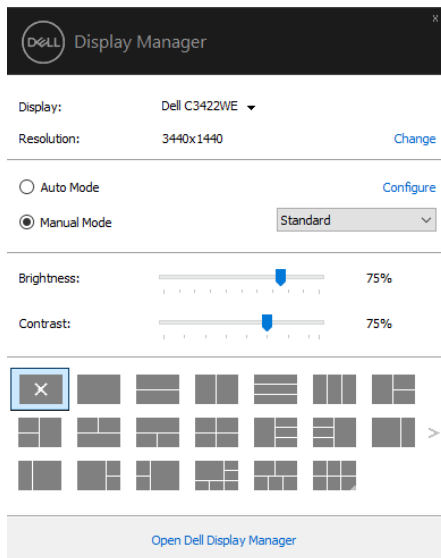 x
DELL Display Manager
Display: Dell C3422WE
Resolution: 3440x1440 Change
Auto Mode Configure
Manual Mode Standard
Brightness: 75%
Contrast: 75%
Open Dell Display Manager